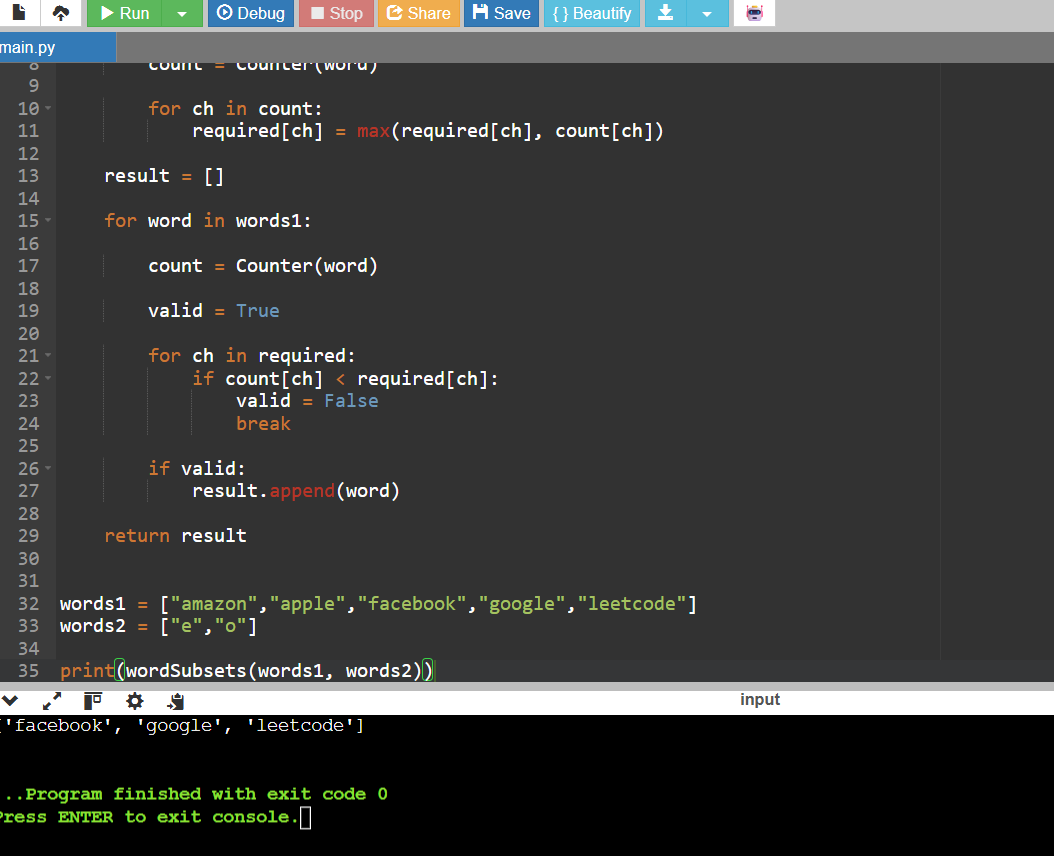 Run Debug Stop Share Save { } Beautify
main.py
8 count = Counter(word)
9
10 for ch in count:
11 required[ch] = max(required[ch], count[ch])
12
13 result = []
14
15 for word in words1:
16
17 count = Counter(word)
18
19 valid = True
20
21 for ch in required:
22 if count[ch] < required[ch]:
23 valid = False
24 break
25
26 if valid:
27 result.append(word)
28
29 return result
30
31
32 words1 = ["amazon","apple","facebook","google","leetcode"]
33 words2 = ["e","o"]
34
35 print(wordSubsets(words1, words2))
input
['facebook', 'google', 'leetcode']
...Program finished with exit code 0
Press ENTER to exit console.